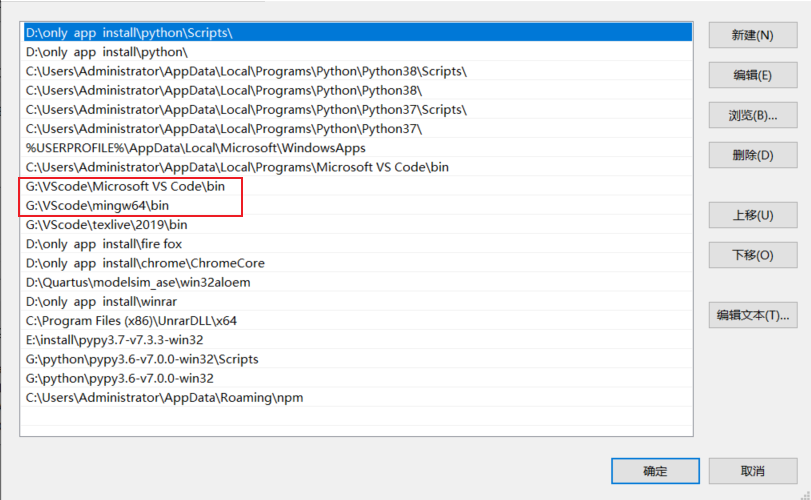 D:\only app install\python\Scripts\
D:\only app install\python\
C:\Users\Administrator\AppData\Local\Programs\Python\Python38\Scripts\
C:\Users\Administrator\AppData\Local\Programs\Python\Python38\
C:\Users\Administrator\AppData\Local\Programs\Python\Python37\Scripts\
C:\Users\Administrator\AppData\Local\Programs\Python\Python37\
%USERPROFILE%\AppData\Local\Microsoft\WindowsApps
C:\Users\Administrator\AppData\Local\Programs\Microsoft VS Code\bin
G:\VScode\Microsoft VS Code\bin
G:\VScode\mingw64\bin
G:\VScode\texlive\2019\bin
D:\only app install\fire fox
D:\only app install\chrome\ChromeCore
D:\Quartus\modelsim_ase\win32aloem
D:\only app install\winrar
C:\Program Files (x86)\UnrarDLL\x64
E:\install\pypy3.7-v7.3.3-win32
G:\python\pypy3.6-v7.0.0-win32\Scripts
G:\python\pypy3.6-v7.0.0-win32
C:\Users\Administrator\AppData\Roaming\npm
新建(N)
编辑(E)
浏览(B)...
删除(D)
上移(U)
下移(O)
编辑文本(T)...
确定
取消